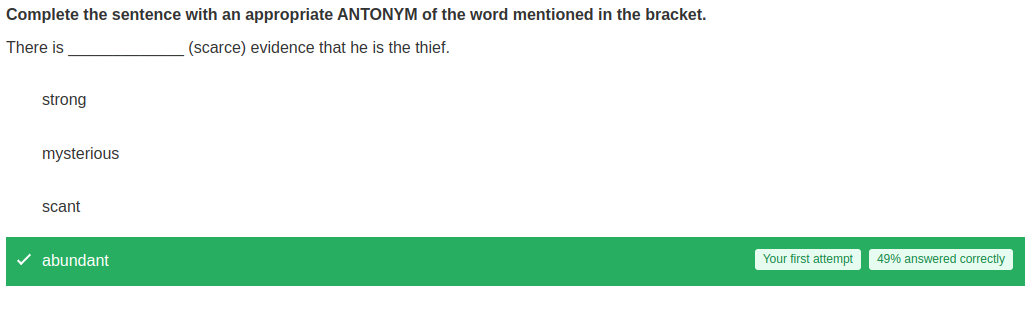 Complete the sentence with an appropriate ANTONYM of the word mentioned in the bracket.
There is _____________ (scarce) evidence that he is the thief.
strong
mysterious
scant
abundant Your first attempt 49% answered correctly